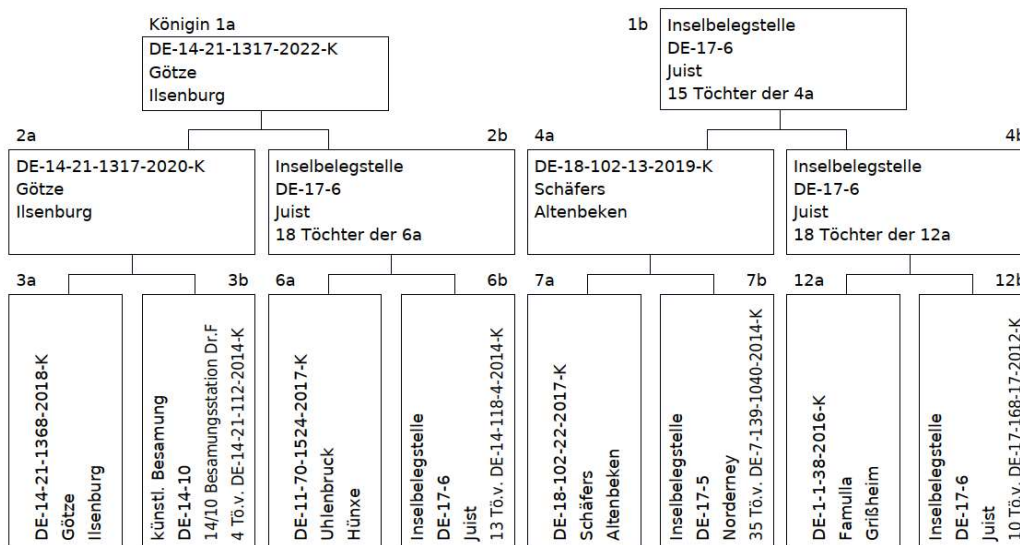 Königin 1a
DE-14-21-1317-2022-K
Götze
Ilsenburg
1b
Inselbelegstelle
DE-17-6
Juist
15 Töchter der 4a
2a
DE-14-21-1317-2020-K
Götze
Ilsenburg
2b
Inselbelegstelle
DE-17-6
Juist
18 Töchter der 6a
4a
DE-18-102-13-2019-K
Schäfers
Altenbeken
4b
Inselbelegstelle
DE-17-6
Juist
18 Töchter der 12a
3a
DE-14-21-1368-2018-K
Götze
Ilsenburg
3b
künstl. Besamung
DE-14-10
14/10 Besamungsstation Dr.F
4 Tö.v. DE-14-21-112-2014-K
6a
DE-11-70-1524-2017-K
Uhlenbruck
Hünxe
6b
Inselbelegstelle
DE-17-6
Juist
13 Tö.v. DE-14-118-4-2014-K
7a
DE-18-102-22-2017-K
Schäfers
Altenbeken
7b
Inselbelegstelle
DE-17-5
Norderney
35 Tö.v. DE-7-139-1040-2014-K
12a
DE-1-1-38-2016-K
Famulla
Grißheim
12b
Inselbelegstelle
DE-17-6
Juist
10 Tö.v. DE-17-168-17-2012-K